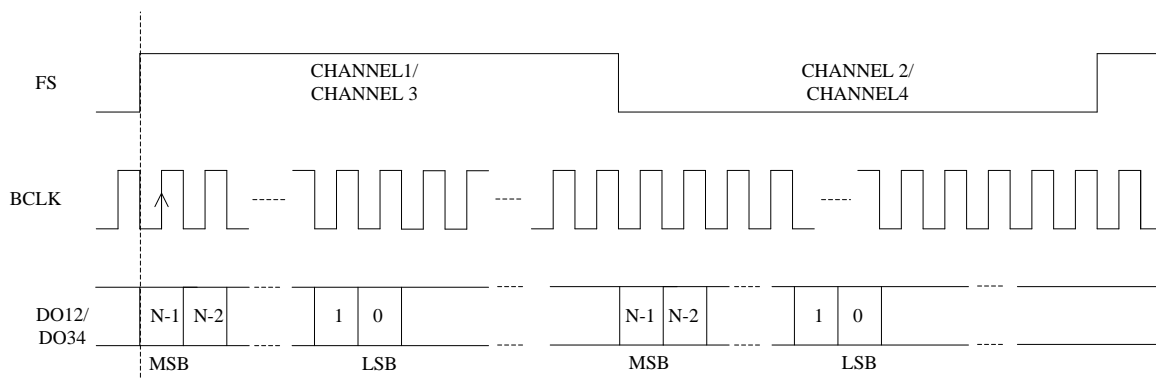 FS
CHANNEL1/
CHANNEL 3
CHANNEL 2/
CHANNEL4
BCLK
DO12/
DO34
N-1 N-2 1 0 N-1 N-2 1 0
MSB LSB MSB LSB